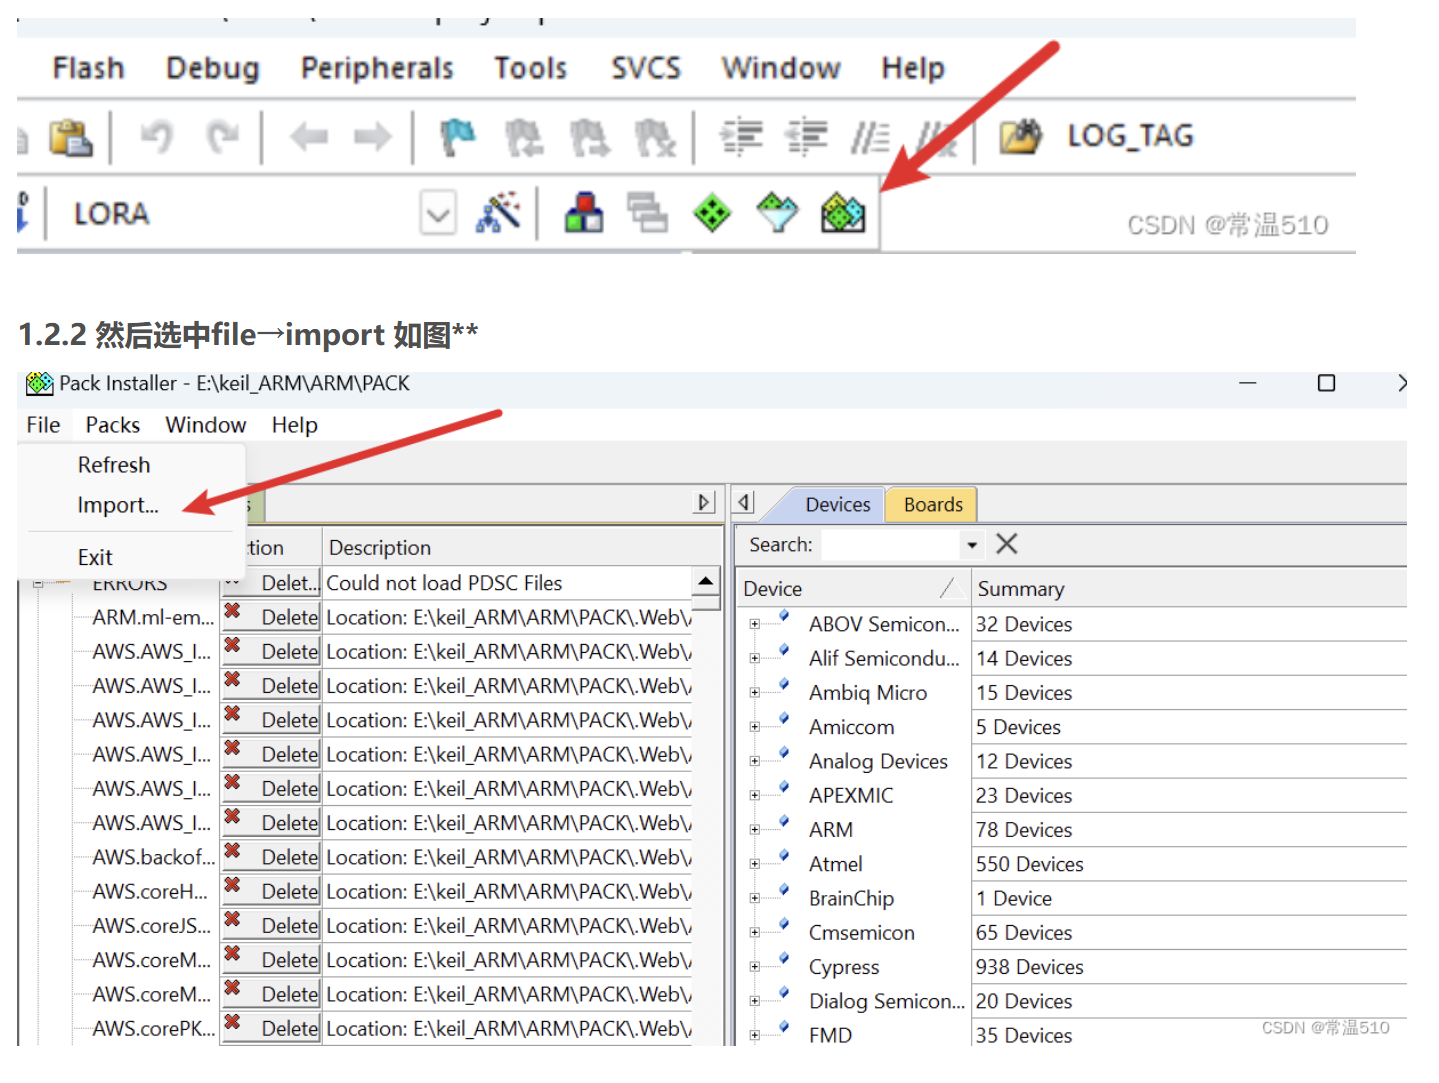 Flash Debug Peripherals Tools SVCS Window Help
LOG_TAG
LORA
CSDN @常温510
1.2.2 然后选中file→import 如图**
Pack Installer - E:\keil_ARM\ARM\PACK
File Packs Window Help
Refresh
Import...
Exit
Devices Boards
Search:
Description
Device Summary
ERRORS Delet... Could not load PDSC Files
ARM.ml-em... Delete Location: E:\keil_ARM\ARM\PACK\.Web\
AWS.AWS_I... Delete Location: E:\keil_ARM\ARM\PACK\.Web\
AWS.AWS_I... Delete Location: E:\keil_ARM\ARM\PACK\.Web\
AWS.AWS_I... Delete Location: E:\keil_ARM\ARM\PACK\.Web\
AWS.AWS_I... Delete Location: E:\keil_ARM\ARM\PACK\.Web\
AWS.AWS_I... Delete Location: E:\keil_ARM\ARM\PACK\.Web\
AWS.AWS_I... Delete Location: E:\keil_ARM\ARM\PACK\.Web\
AWS.backof... Delete Location: E:\keil_ARM\ARM\PACK\.Web\
AWS.coreH... Delete Location: E:\keil_ARM\ARM\PACK\.Web\
AWS.coreJS... Delete Location: E:\keil_ARM\ARM\PACK\.Web\
AWS.coreM... Delete Location: E:\keil_ARM\ARM\PACK\.Web\
AWS.coreM... Delete Location: E:\keil_ARM\ARM\PACK\.Web\
AWS.corePK... Delete Location: E:\keil_ARM\ARM\PACK\.Web\
ABOV Semicon... 32 Devices
Alif Semicondu... 14 Devices
Ambiq Micro 15 Devices
Amiccom 5 Devices
Analog Devices 12 Devices
APEXMIC 23 Devices
ARM 78 Devices
Atmel 550 Devices
BrainChip 1 Device
Cmsemicon 65 Devices
Cypress 938 Devices
Dialog Semicon... 20 Devices
FMD 35 Devices
CSDN @常温510